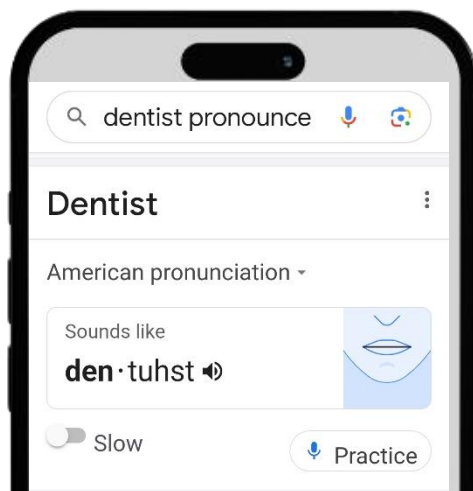 dentist pronounce
Dentist
American pronunciation
Sounds like
den·tuhst
Slow
Practice